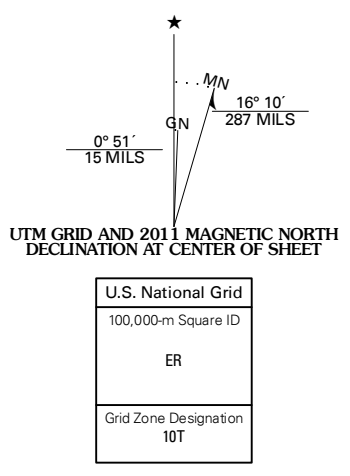 ★
MN
16° 10´
287 MILS
GN
0° 51´
15 MILS
UTM GRID AND 2011 MAGNETIC NORTH
DECLINATION AT CENTER OF SHEET
U.S. National Grid
100,000-m Square ID
ER
Grid Zone Designation
10T